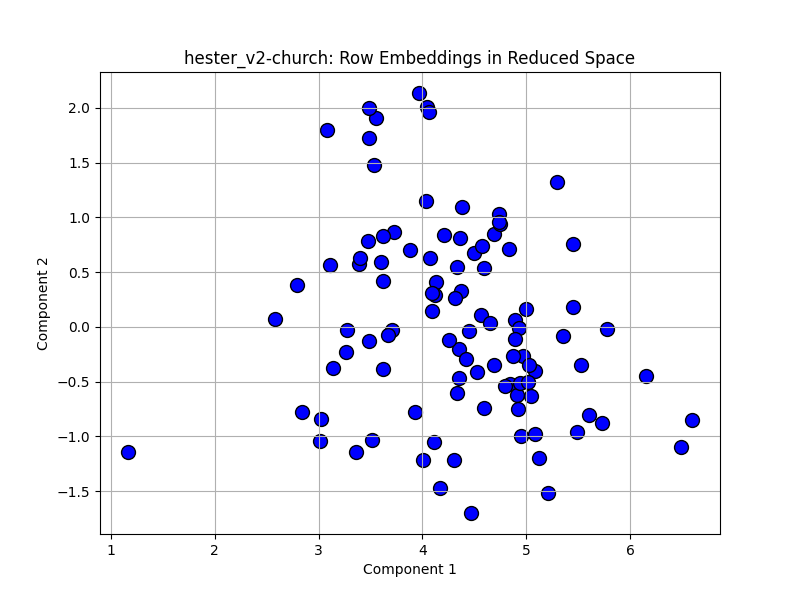 hester_v2-church: Row Embeddings in Reduced Space
2.0
1.5
1.0
0.5
0.0
−0.5
−1.0
−1.5
Component 2
1 2 3 4 5 6
Component 1